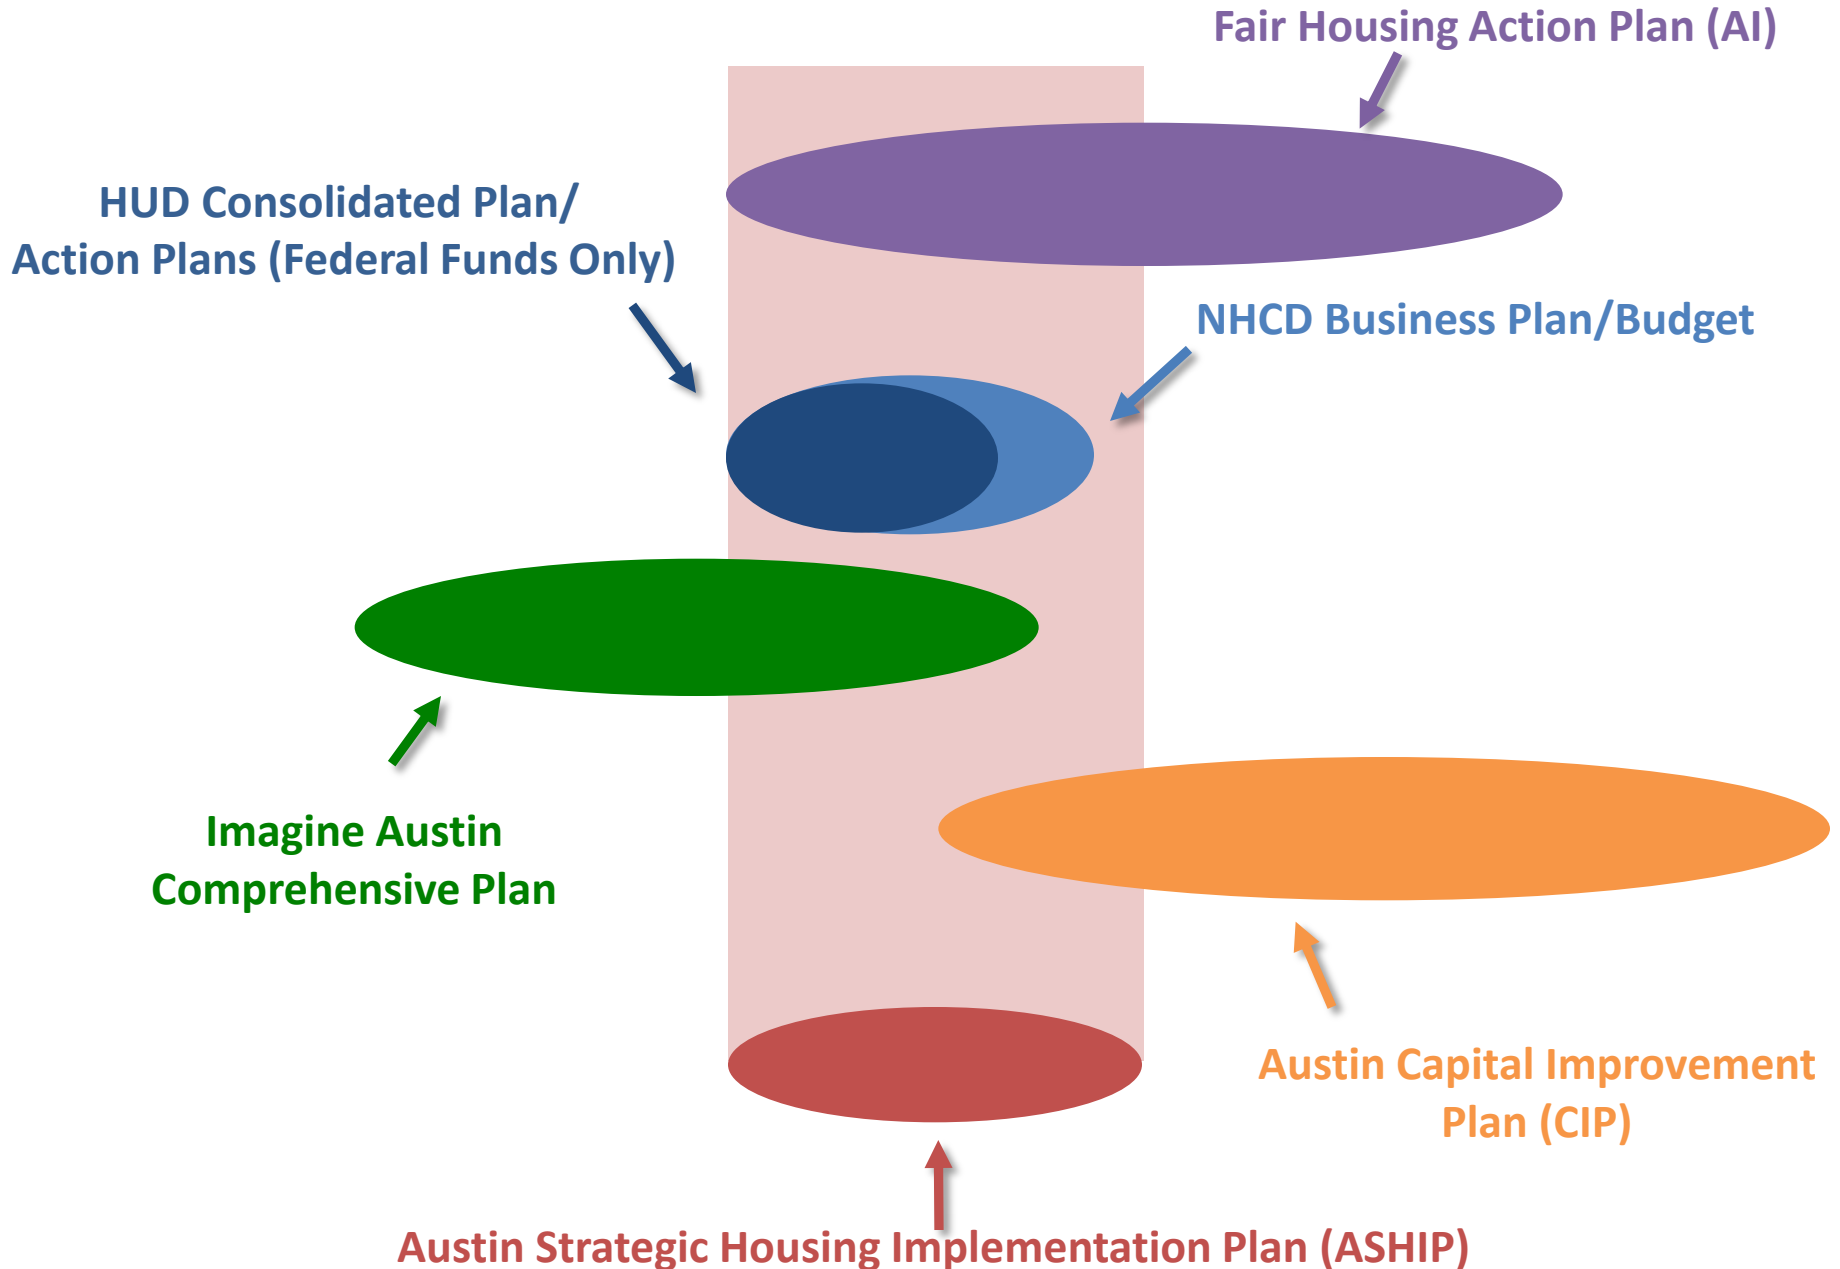 Fair Housing Action Plan (AI)
HUD Consolidated Plan/
Action Plans (Federal Funds Only)
NHCD Business Plan/Budget
Imagine Austin
Comprehensive Plan
Austin Capital Improvement
Plan (CIP)
Austin Strategic Housing Implementation Plan (ASHIP)